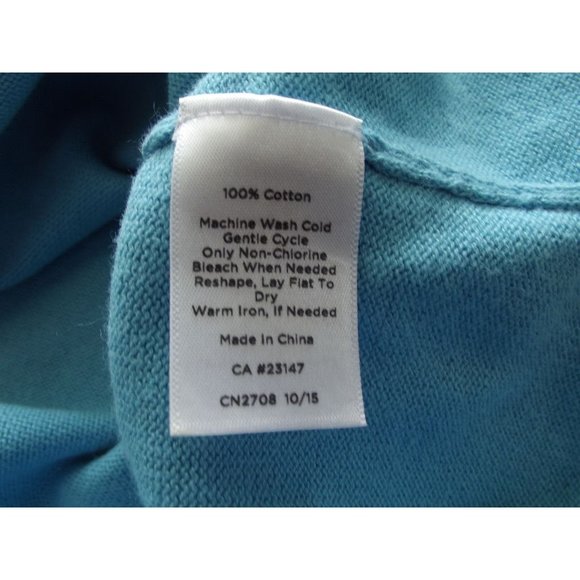 100% Cotton
Machine Wash Cold
Gentle Cycle
Only Non-Chlorine
Bleach When Needed
Reshape, Lay Flat To
Dry
Warm Iron, If Needed
Made in China
CA #23147
CN2708 10/15